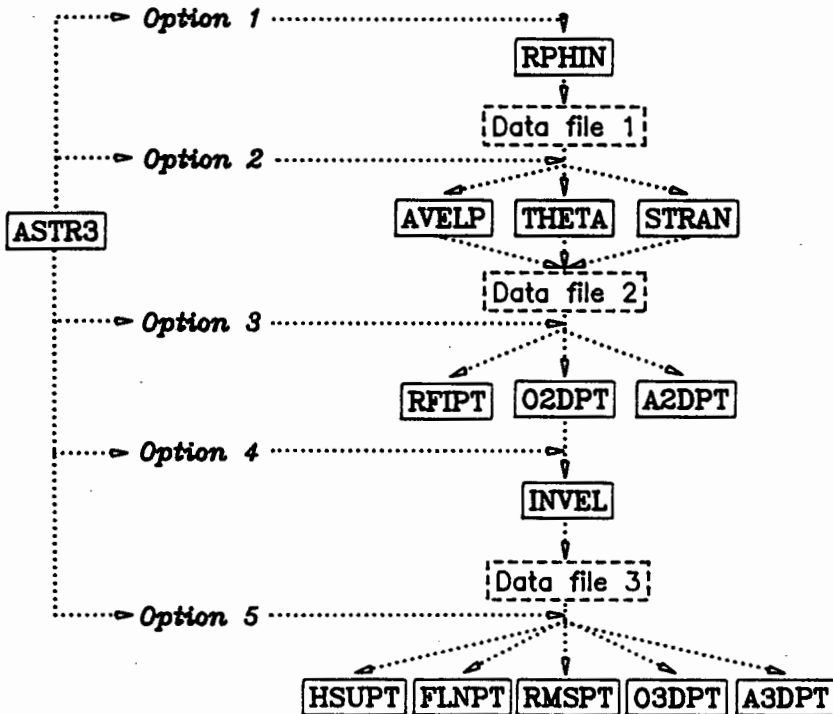 Option 1
RPHIN
Data file 1
Option 2
AVELP THETA STRAN
ASTR3
Data file 2
Option 3
RFIPT O2DPT A2DPT
Option 4
INVEL
Data file 3
Option 5
HSUPT FLNPT RMSPT O3DPT A3DPT